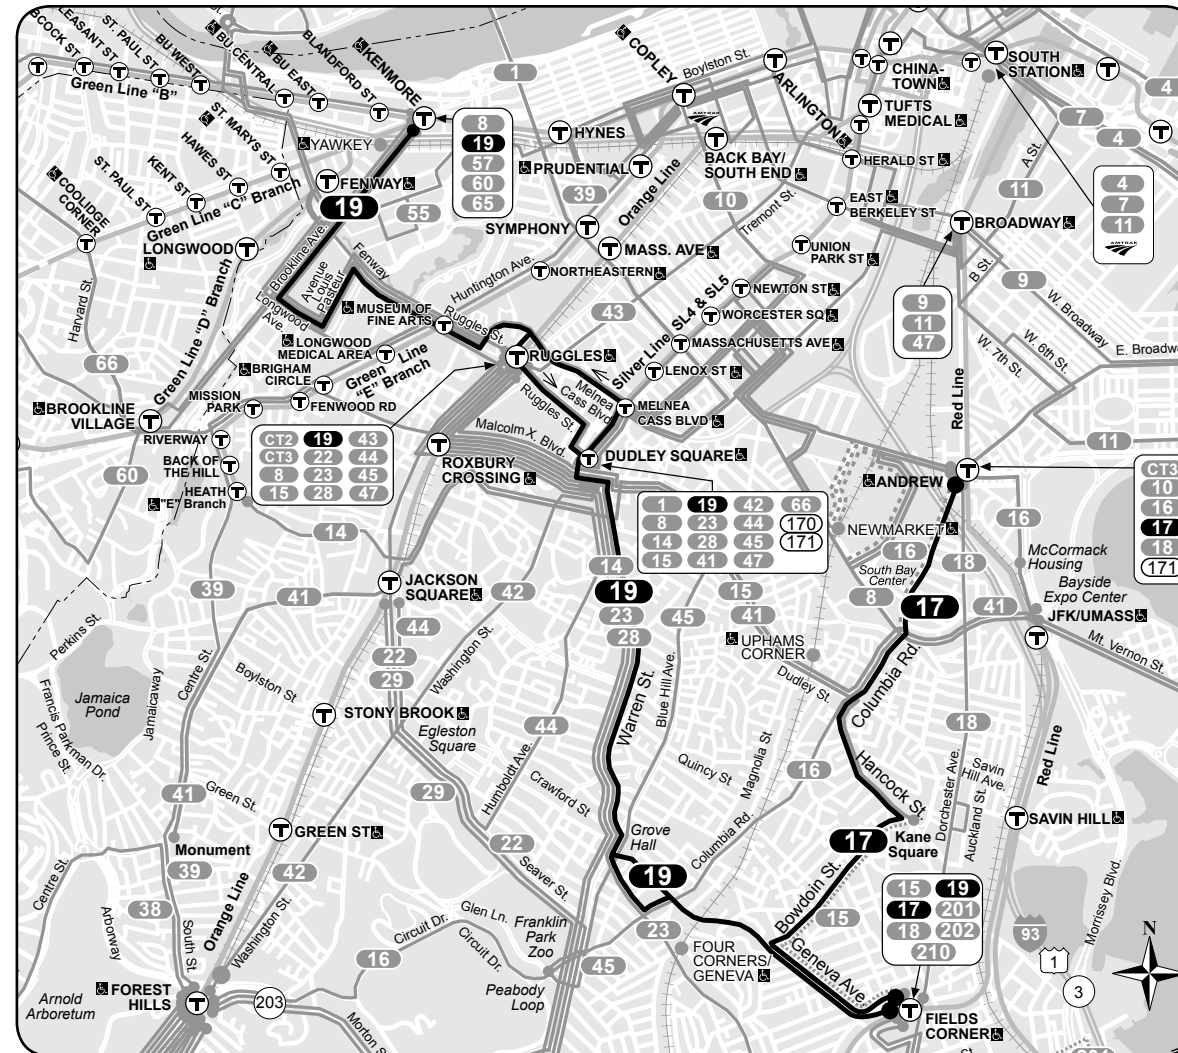 BCOCK ST.
PLEASANT ST.
ST. PAUL ST.
BU WEST
BU CENTRAL
BU EAST
BLANDFORD ST
KENMORE
Green Line "B"
1
COPLEY
Boylston St.
ARLINGTON
CHINA-
TOWN
SOUTH
STATION
TUFTS
MEDICAL
4
7
4
8
19
57
60
65
YAWKEY
HYNES
PRUDENTIAL
AMTRAK
BACK BAY/
SOUTH END
HERALD ST
A St.
11
4
7
11
AMTRAK
ST. MARYS ST
HAWES ST
KENT ST
ST. PAUL ST
COOLIDGE
CORNER
Green Line "C" Branch
FENWAY
19
55
39
Orange Line
10
Tremont St.
EAST
BERKELEY ST
BROADWAY
LONGWOOD
SYMPHONY
MASS. AVE
UNION
PARK ST
B St.
9
W. Broadway
Brookline Ave.
Fenway
Avenue
Louis
Pasteur
Longwood
Ave.
Huntington Ave.
NORTHEASTERN
NEWTON ST
Harvard St.
Green Line "D" Branch
MUSEUM OF
FINE ARTS
Ruggles St.
43
SL4 & SL5
Silver Line
WORCESTER SQ
MASSACHUSETTS AVE
9
11
47
W. 7th St.
W. 6th St.
E. Broadw
66
LONGWOOD
MEDICAL AREA
Green Line
"E" Branch
RUGGLES
LENOX ST
BRIGHAM
CIRCLE
MISSION
PARK
FENWOOD RD
Melnea
Cass Blvd
Ruggles St.
MELNEA
CASS BLVD
Red Line
BROOKLINE
VILLAGE
RIVERWAY
BACK OF
THE HILL
HEATH
"E" Branch
60
CT2 19 43
CT3 22 44
8 23 45
15 28 47
Malcolm X. Blvd.
ROXBURY
CROSSING
DUDLEY SQUARE
11
ANDREW
CT3
10
16
17
18
171
1 19 42 66
8 23 44 170
14 28 45 171
15 41 47
NEWMARKET
16
South Bay
Center
16
18
McCormack
Housing
Bayside
Expo Center
14
39
41
JACKSON
SQUARE
42
14
19
23
28
45
15
41
8
17
41
JFK/UMASS
Mt. Vernon St.
Perkins St.
Centre St.
44
22
29
Washington St.
UPHAMS
CORNER
Dudley St.
Columbia Rd.
Boylston St
Jamaica
Pond
Jamaicaway
Francis Parkman Dr.
Prince St.
STONY BROOK
Egleston
Square
44
Warren St.
Blue Hill Ave.
18
Quincy St
Magnolia St
16
Hancock St.
Dorchester Ave.
Savin
Hill Ave.
Red Line
41
Green St.
29
Humboldt Ave.
Crawford St
Auckland St.
SAVIN HILL
GREEN ST
Monument
39
42
22
Seaver St.
Grove
Hall
Columbia Rd.
17
Kane
Square
19
Bowdoin St.
15
15 19
17 201
18 202
210
Morrissey Blvd.
Centre St.
38
Arborway
South St.
Orange Line
Washington St.
Glen Ln.
Circuit Dr.
Circuit Dr.
Franklin
Park
Zoo
23
FOUR
CORNERS/
GENEVA
Geneva Ave.
93
1
3
N
16
45
Peabody
Loop
Arnold
Arboretum
FOREST
HILLS
203
Morton S
FIELDS
CORNER